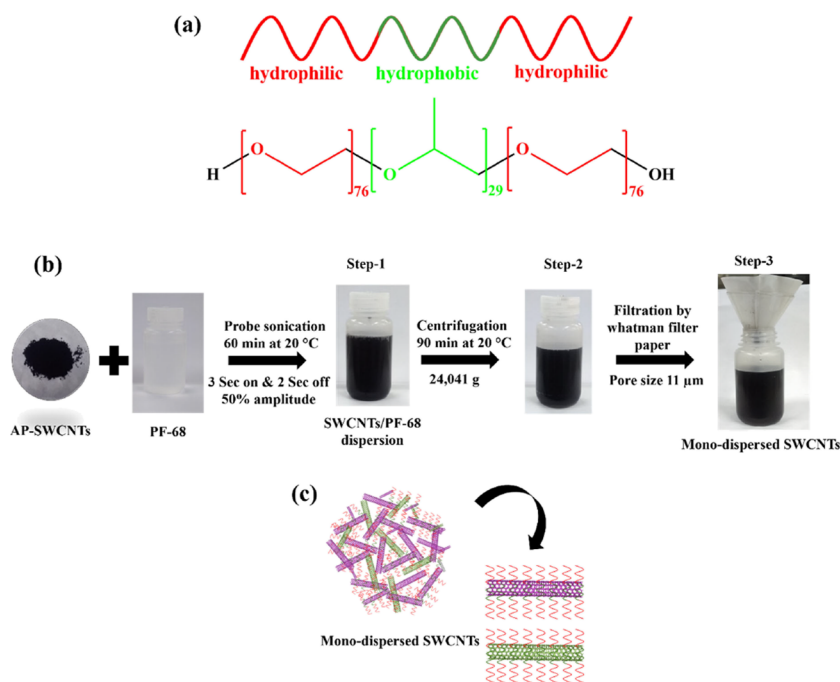 (a)
hydrophilic hydrophobic hydrophilic
H O 76 O 29 O 76 OH
(b)
Step-1
Step-2
Step-3
Probe sonication
60 min at 20 °C
3 Sec on & 2 Sec off
50% amplitude
Centrifugation
90 min at 20 °C
24,041 g
Filtration by
whatman filter
paper
Pore size 11 µm
AP-SWCNTs
PF-68
SWCNTs/PF-68
dispersion
Mono-dispersed SWCNTs
(c)
Mono-dispersed SWCNTs